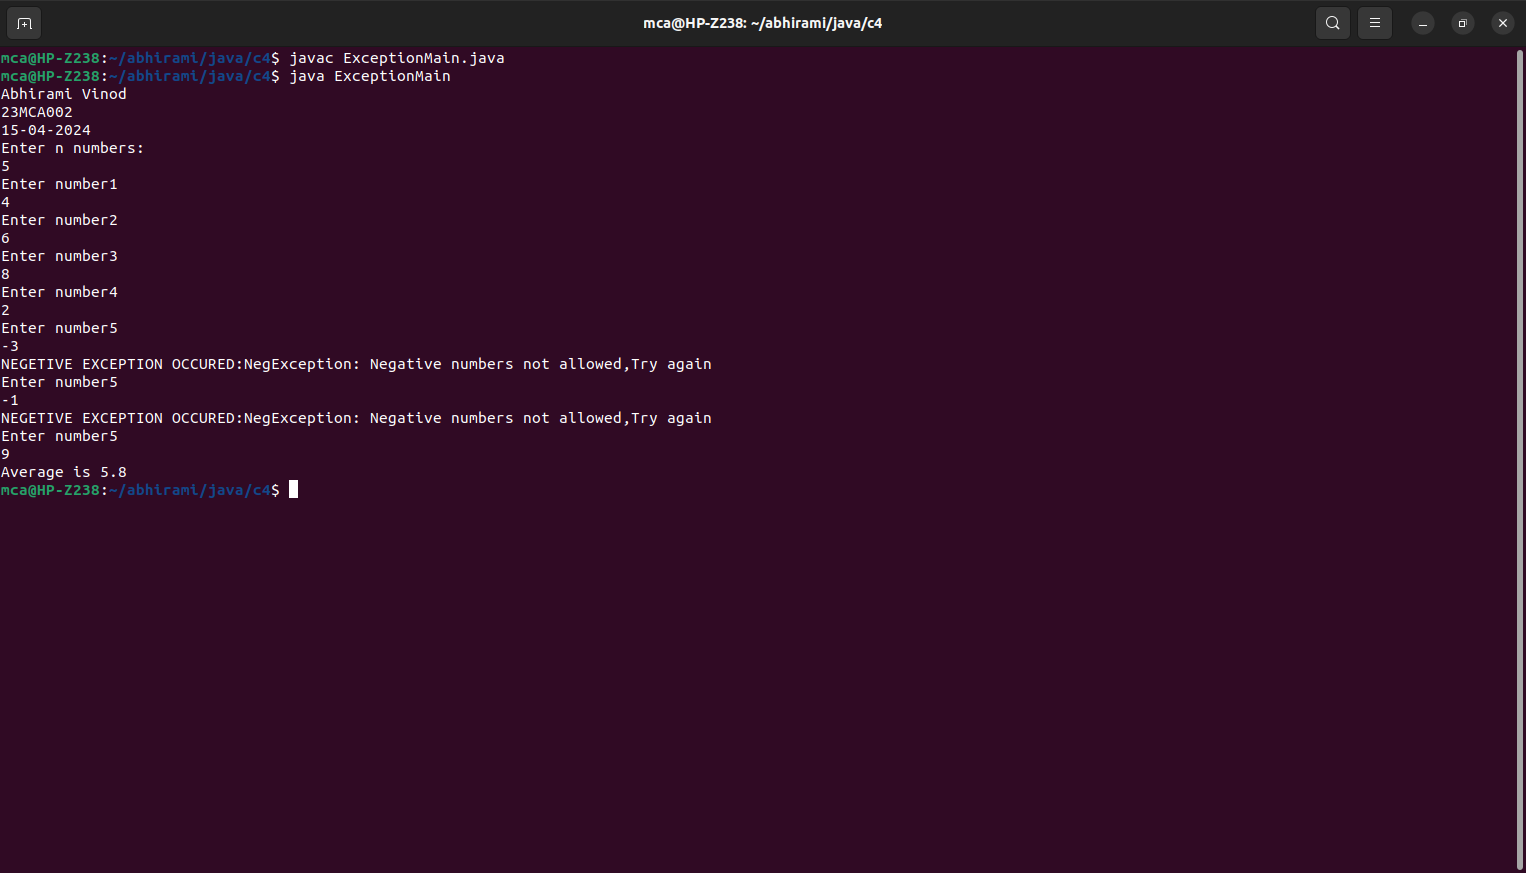 mca@HP-Z238: ~/abhirami/java/c4
mca@HP-Z238:~/abhirami/java/c4$ javac ExceptionMain.java
mca@HP-Z238:~/abhirami/java/c4$ java ExceptionMain
Abhirami Vinod
23MCA002
15-04-2024
Enter n numbers:
5
Enter number1
4
Enter number2
6
Enter number3
8
Enter number4
2
Enter number5
-3
NEGETIVE EXCEPTION OCCURED:NegException: Negative numbers not allowed,Try again
Enter number5
-1
NEGETIVE EXCEPTION OCCURED:NegException: Negative numbers not allowed,Try again
Enter number5
9
Average is 5.8
mca@HP-Z238:~/abhirami/java/c4$